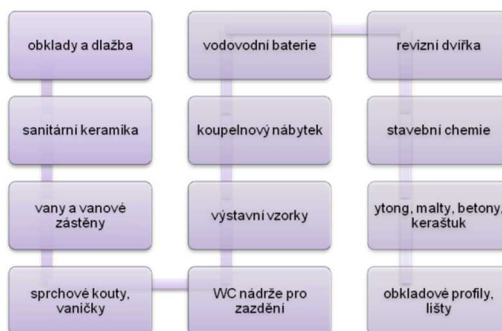 obklady a dlažba
sanitární keramika
vany a vanové
zástěny
sprchové kouty,
vaničky
WC nádrže pro
zazdění
výstavní vzorky
koupelnový nábytek
vodovodní baterie
revizní dvířka
stavební chemie
ytong, malty, betony,
keraštuk
obkladové profily,
lišty